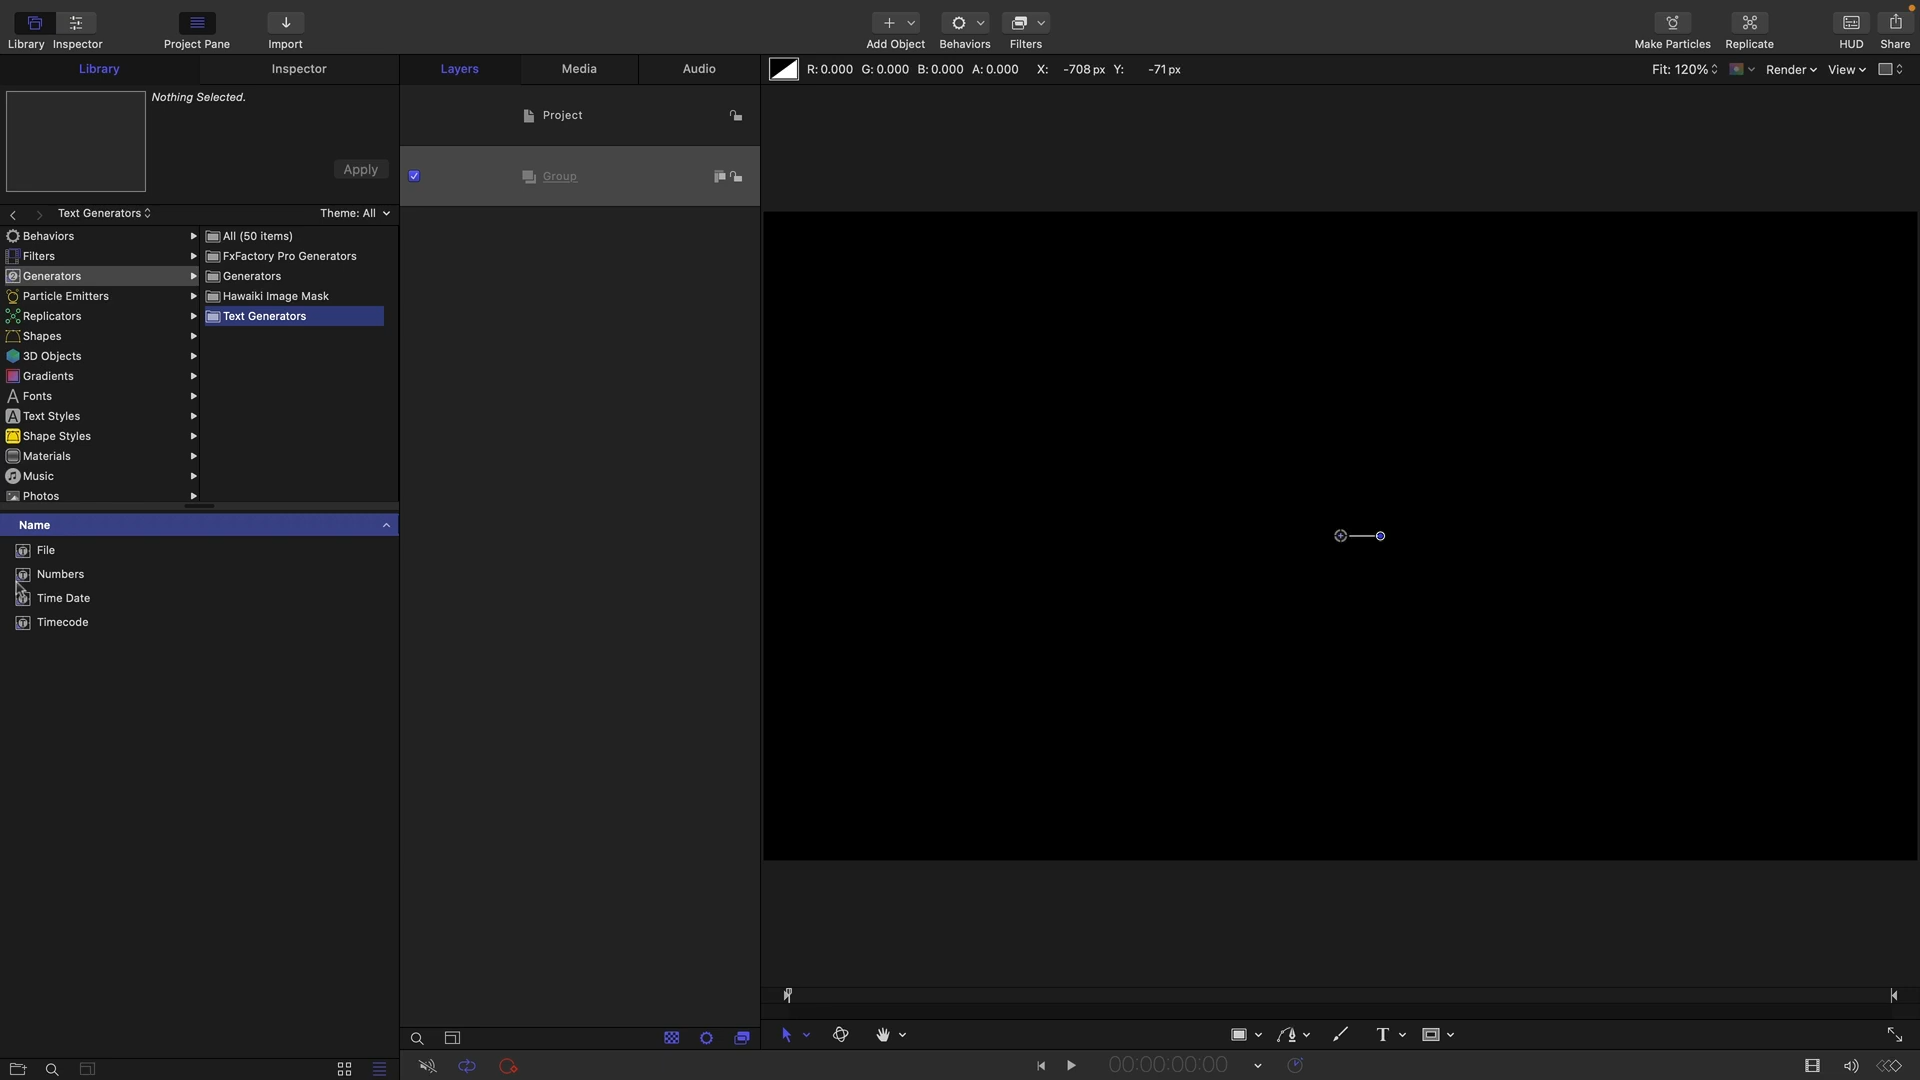 Library Inspector Project Pane Import Add Object Behaviors Filters Make Particles Replicate HUD Share
Library Inspector Layers Media Audio R: 0.000 G: 0.000 B: 0.000 A: 0.000 X: -708 px Y: -71 px Fit: 120% Render View
Nothing Selected.
Project
Apply
Group
Text Generators Theme: All
Behaviors All (50 items)
Filters FxFactory Pro Generators
Generators Generators
Particle Emitters Hawaiki Image Mask
Replicators Text Generators
Shapes
3D Objects
Gradients
Fonts
Text Styles
Shape Styles
Materials
Music
Photos
Name
File
Numbers
Time Date
Timecode
00:00:00:00